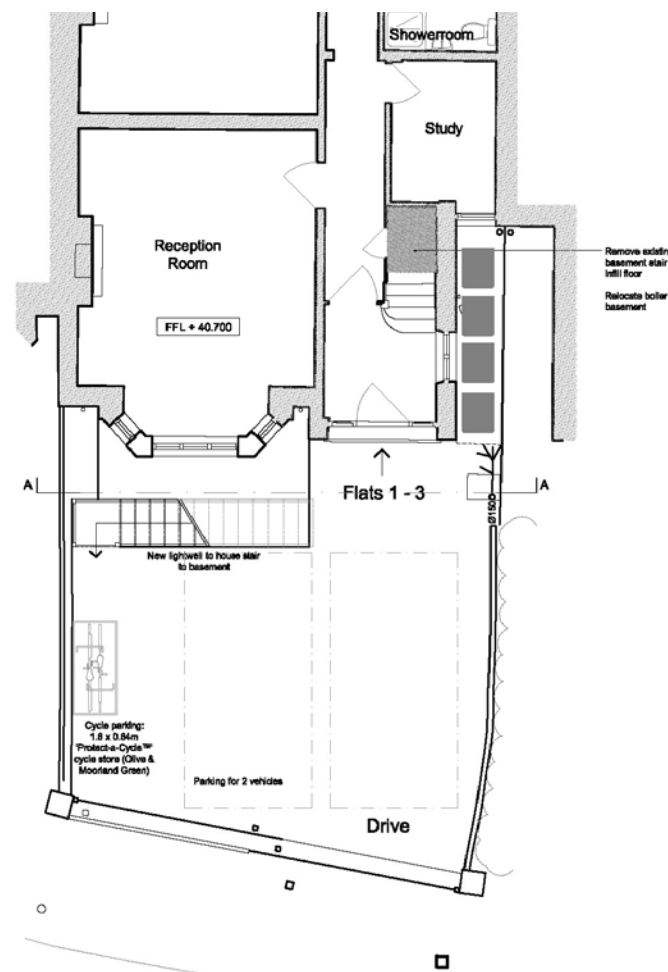 Showerroom
Study
Reception
Room
Remove existin
basement stair
infill floor
Relocate boiler
basement
FFL + 40.700
A
A
Flats 1 - 3
Ø150
New lightwell to house stair
to basement
Cycle parking:
1.8 x 0.84m
'Protect-a-Cycle™'
cycle store (Olive &
Moorland Green)
Parking for 2 vehicles
Drive